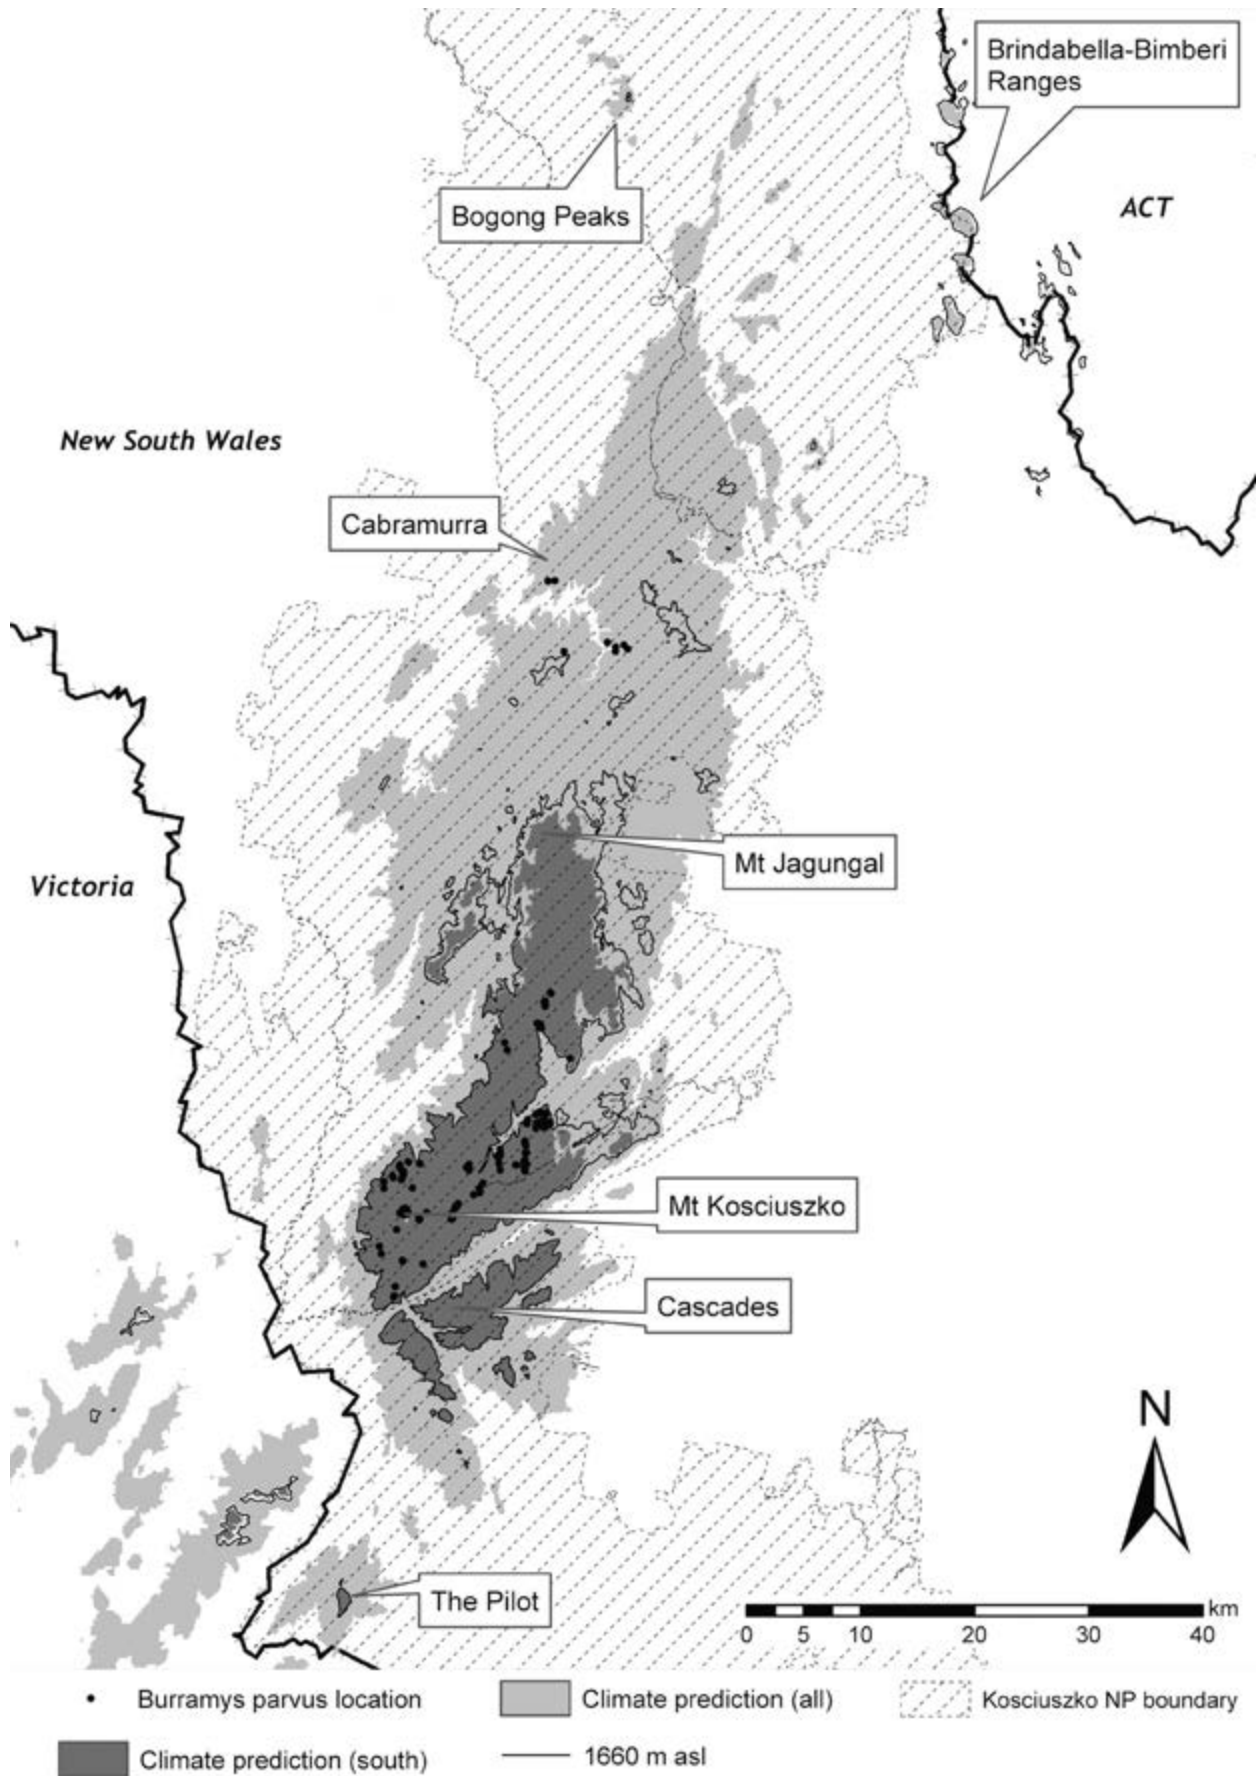 Brindabella-Bimberi
Ranges
ACT
Bogong Peaks
New South Wales
Cabramurra
Mt Jagungal
Victoria
Mt Kosciuszko
Cascades
N
The Pilot
km
0 5 10 20 30 40
Burramys parvus location
Climate prediction (all)
Kosciuszko NP boundary
Climate prediction (south)
1660 m asl